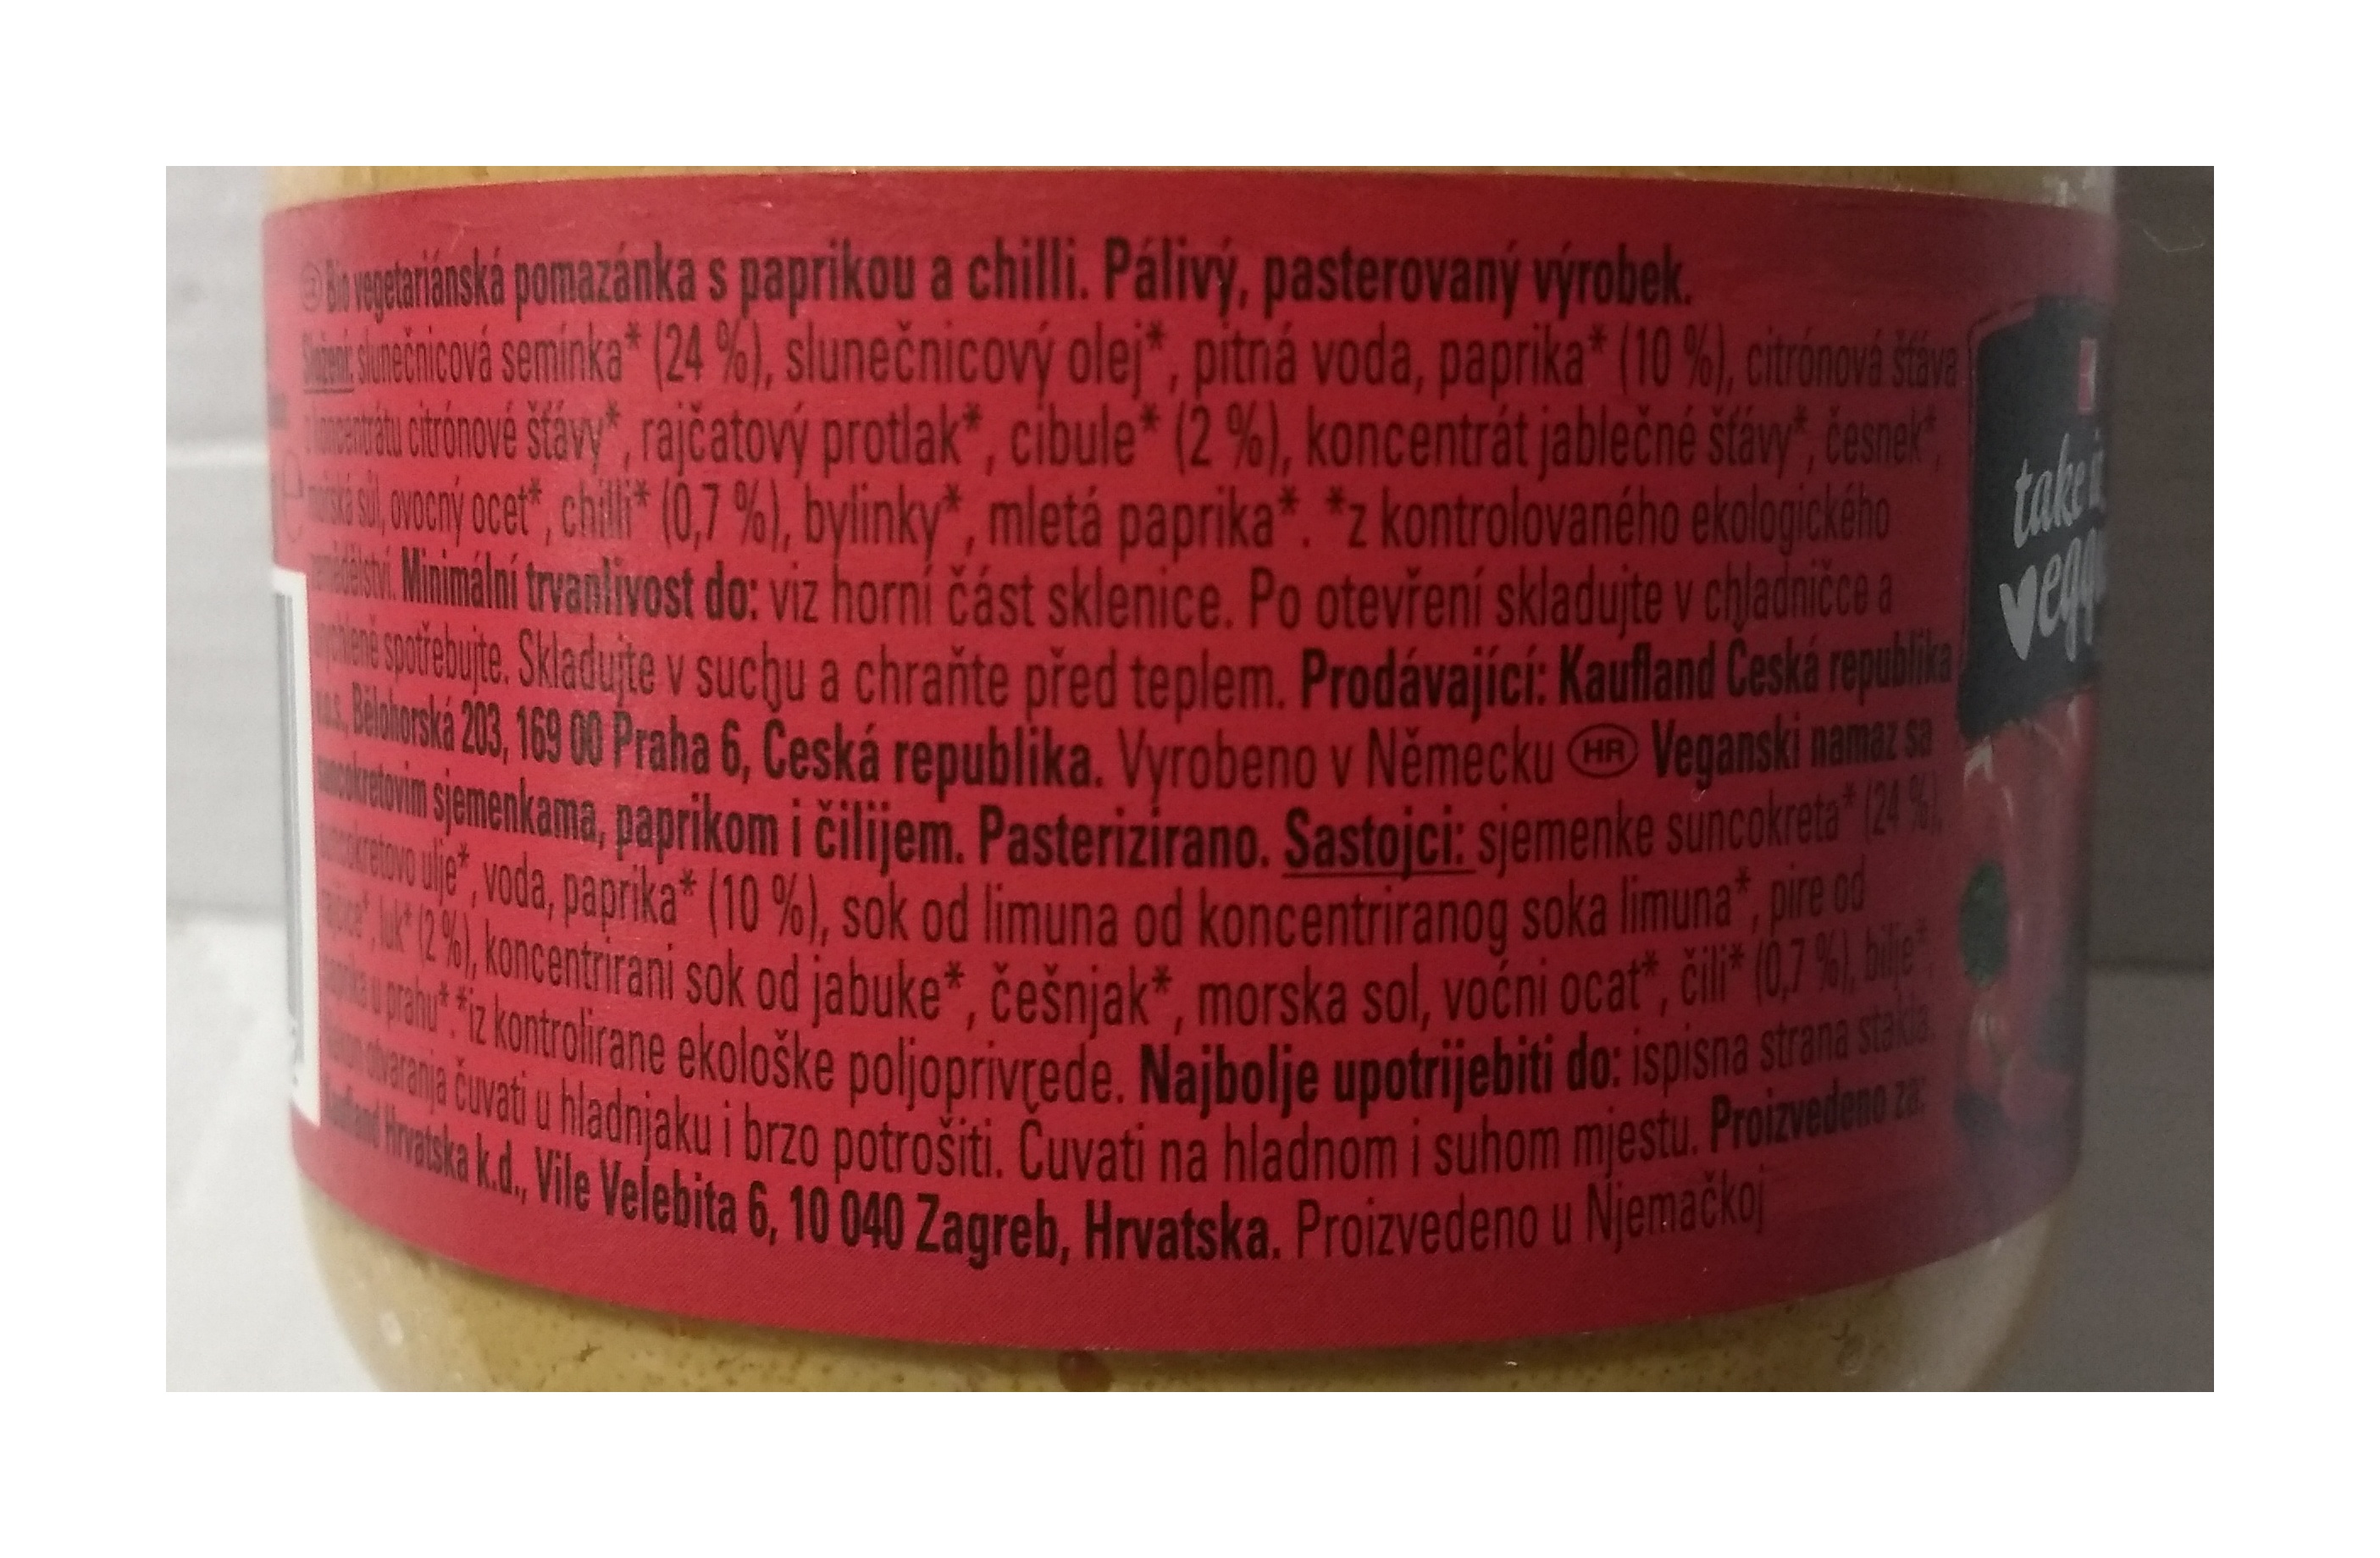 Bio vegetariánská pomazánka s paprikou a chilli. Pálivý, pasterovaný výrobek.
Složení: slunečnicová semínka* (24 %), slunečnicový olej*, pitná voda, paprika* (10 %), citrónová šťáva
z koncentrátu citrónové šťávy*, rajčatový protlak*, cibule* (2 %), koncentrát jablečné šťávy*, česnek*,
mořská sůl, ovocný ocet*, chilli* (0,7 %), bylinky*, mletá paprika*. *z kontrolovaného ekologického
zemědělství. Minimální trvanlivost do: viz horní část sklenice. Po otevření skladujte v chladničce a
spotřebujte. Skladujte v suchu a chraňte před teplem. Prodávající: Kaufland Česká republika
v.o.s., Bělohorská 203, 169 00 Praha 6, Česká republika. Vyrobeno v Německu HR Veganski namaz sa
suncokretovim sjemenkama, paprikom i čilijem. Pasterizirano. Sastojci: sjemenke suncokreta* (24 %),
suncokretovo ulje*, voda, paprika* (10 %), sok od limuna od koncentriranog soka limuna*, pire od
rajčice*, luk* (2 %), koncentrirani sok od jabuke*, češnjak*, morska sol, voćni ocat*, čili* (0,7 %), bilje*,
paprika u prahu*. *iz kontrolirane ekološke poljoprivrede. Najbolje upotrijebiti do: ispisna strana stakla.
Nakon otvaranja čuvati u hladnjaku i brzo potrošiti. Čuvati na hladnom i suhom mjestu. Proizvedeno za:
Kaufland Hrvatska k.d., Vile Velebita 6, 10 040 Zagreb, Hrvatska. Proizvedeno u Njemačkoj
take